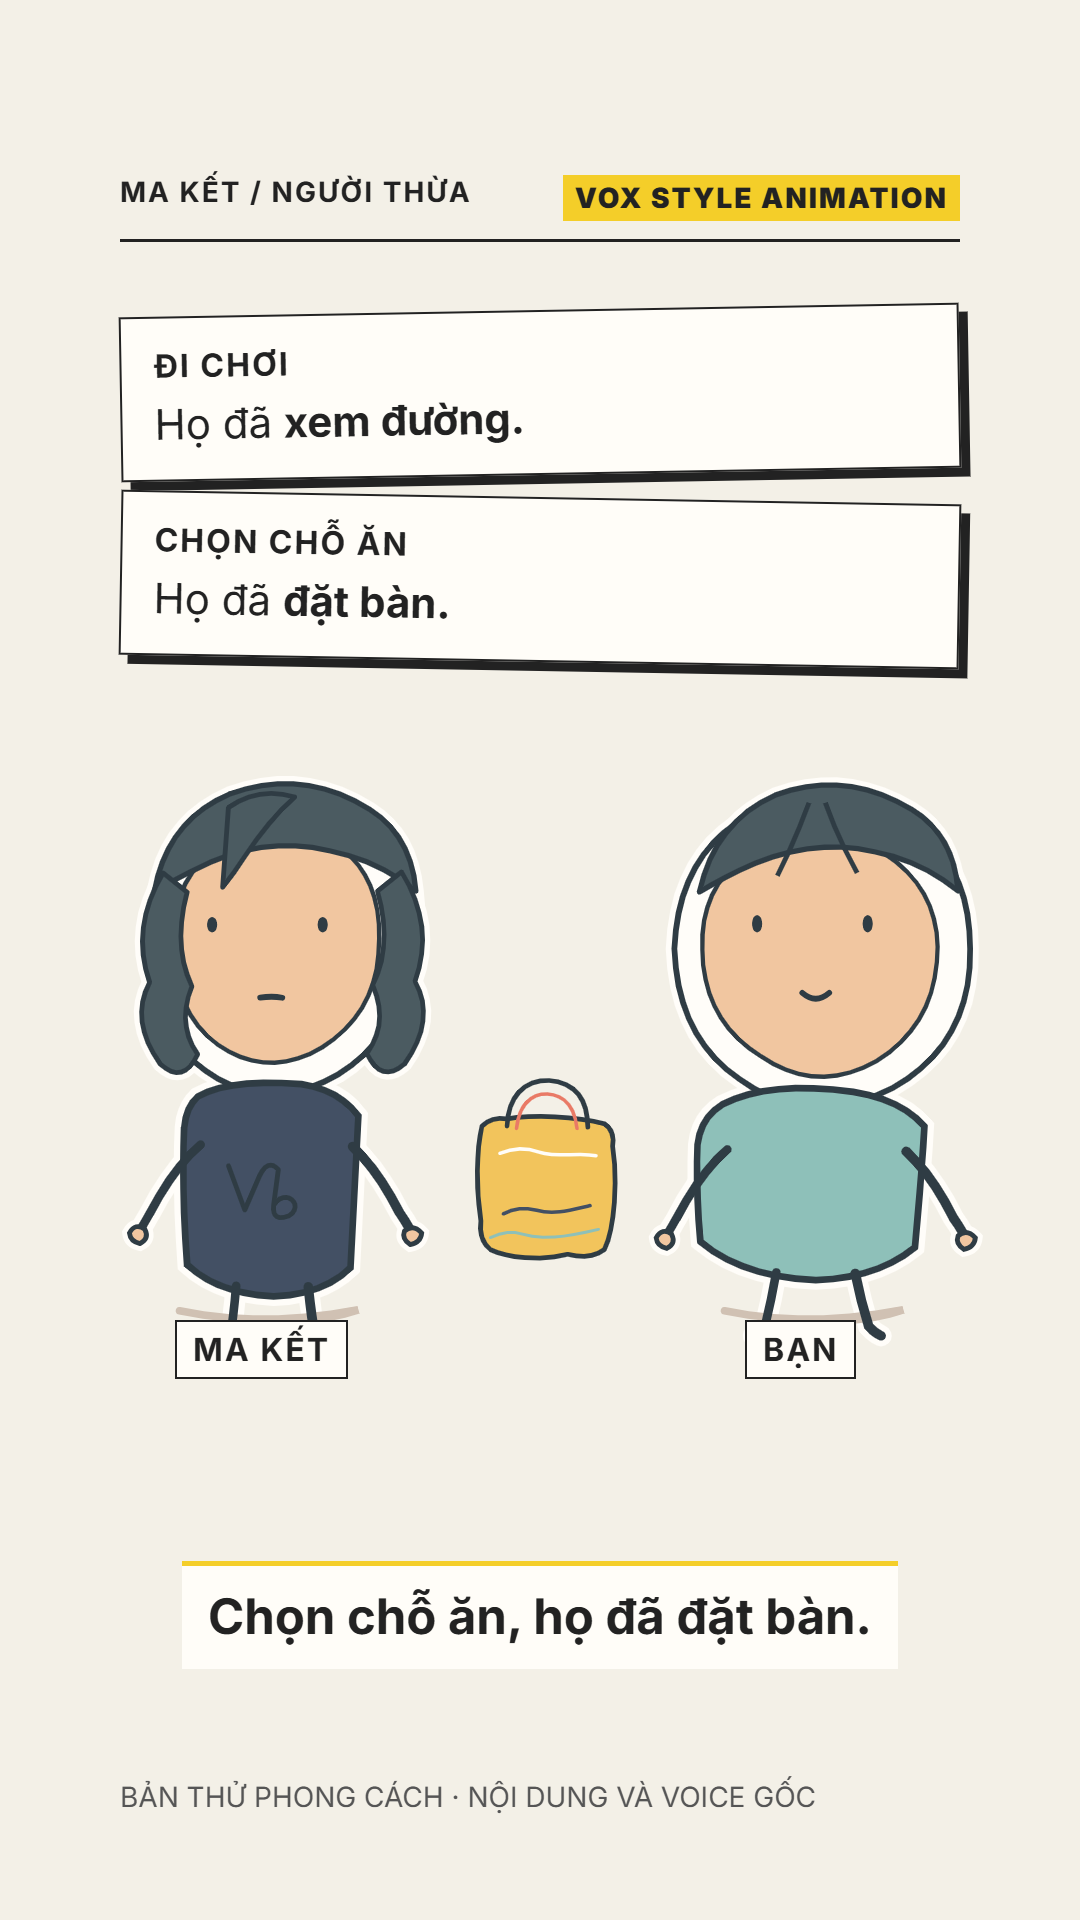 MA KẾT / NGƯỜI THỪA
VOX STYLE ANIMATION
ĐI CHƠI
Họ đã xem đường.
CHỌN CHỖ ĂN
Họ đã đặt bàn.
MA KẾT
BẠN
Chọn chỗ ăn, họ đã đặt bàn.
BẢN THỬ PHONG CÁCH · NỘI DUNG VÀ VOICE GỐC